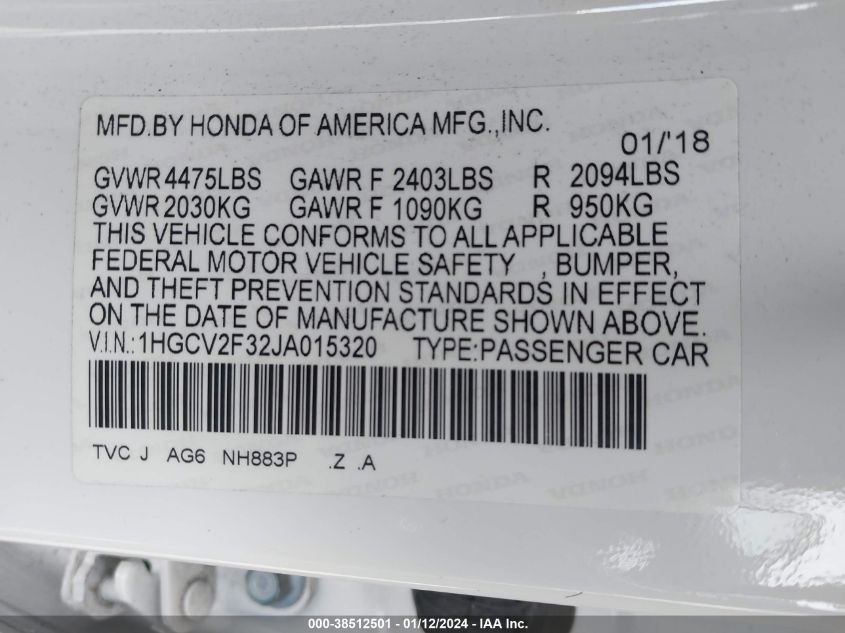 MFD.BY HONDA OF AMERICA MFG.,INC.
01/'18
GVWR 4475LBS GAWR F 2403LBS R 2094LBS
GVWR 2030KG GAWR F 1090KG R 950KG
THIS VEHICLE CONFORMS TO ALL APPLICABLE
FEDERAL MOTOR VEHICLE SAFETY , BUMPER,
AND THEFT PREVENTION STANDARDS IN EFFECT
ON THE DATE OF MANUFACTURE SHOWN ABOVE.
V.I.N.: 1HGCV2F32JA015320 TYPE:PASSENGER CAR
TVC J AG6 NH883P .Z .A
000-38512501 - 01/12/2024 - IAA Inc.